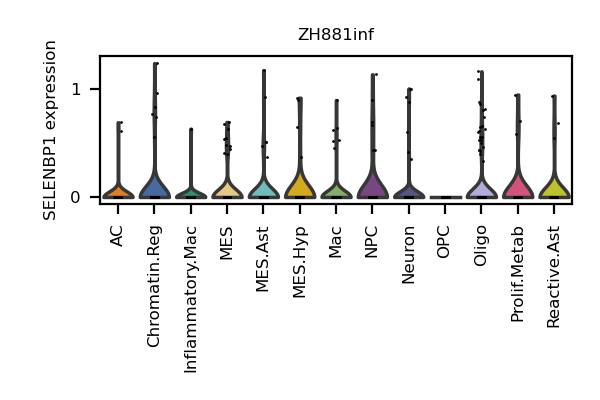 ZH881inf
SELENBP1 expression
1
0
AC
Chromatin.Reg
Inflammatory.Mac
MES
MES.Ast
MES.Hyp
Mac
NPC
Neuron
OPC
Oligo
Prolif.Metab
Reactive.Ast